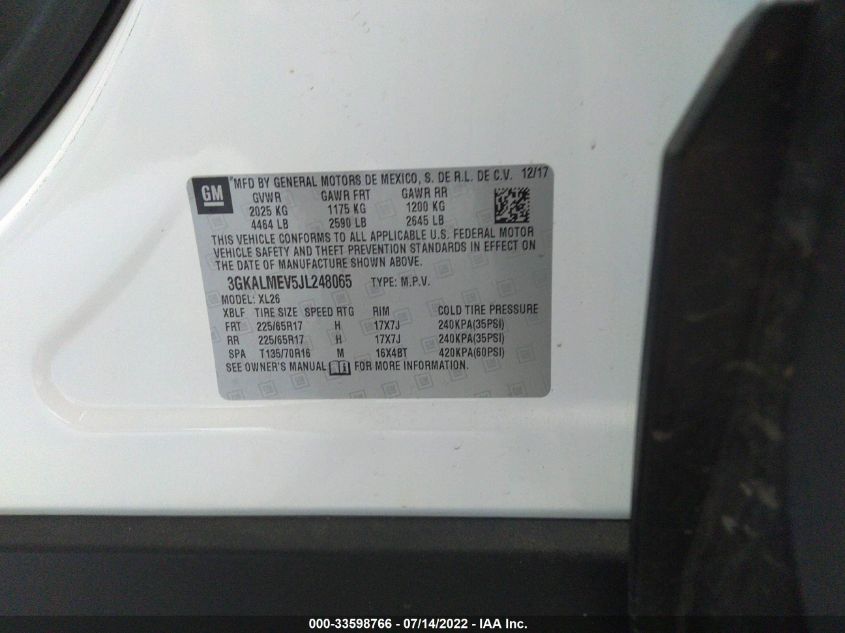 GM
*MFD BY GENERAL MOTORS DE MEXICO, S. DE R.L. DE C.V. 12/17
GVWR GAWR FRT GAWR RR
2025 KG 1175 KG 1200 KG
4464 LB 2590 LB 2645 LB
THIS VEHICLE CONFORMS TO ALL APPLICABLE U.S. FEDERAL MOTOR
VEHICLE SAFETY AND THEFT PREVENTION STANDARDS IN EFFECT ON
THE DATE OF MANUFACTURE SHOWN ABOVE.
3GKALMEV5JL248065 TYPE: M.P.V.
MODEL: XL26
XBLF TIRE SIZE SPEED RTG RIM COLD TIRE PRESSURE
FRT 225/65R17 H 17X7J 240KPA(35PSI)
RR 225/65R17 H 17X7J 240KPA(35PSI)
SPA T135/70R16 M 16X4BT 420KPA(60PSI)
SEE OWNER'S MANUAL FOR MORE INFORMATION.
000-33598766 - 07/14/2022 - IAA Inc.